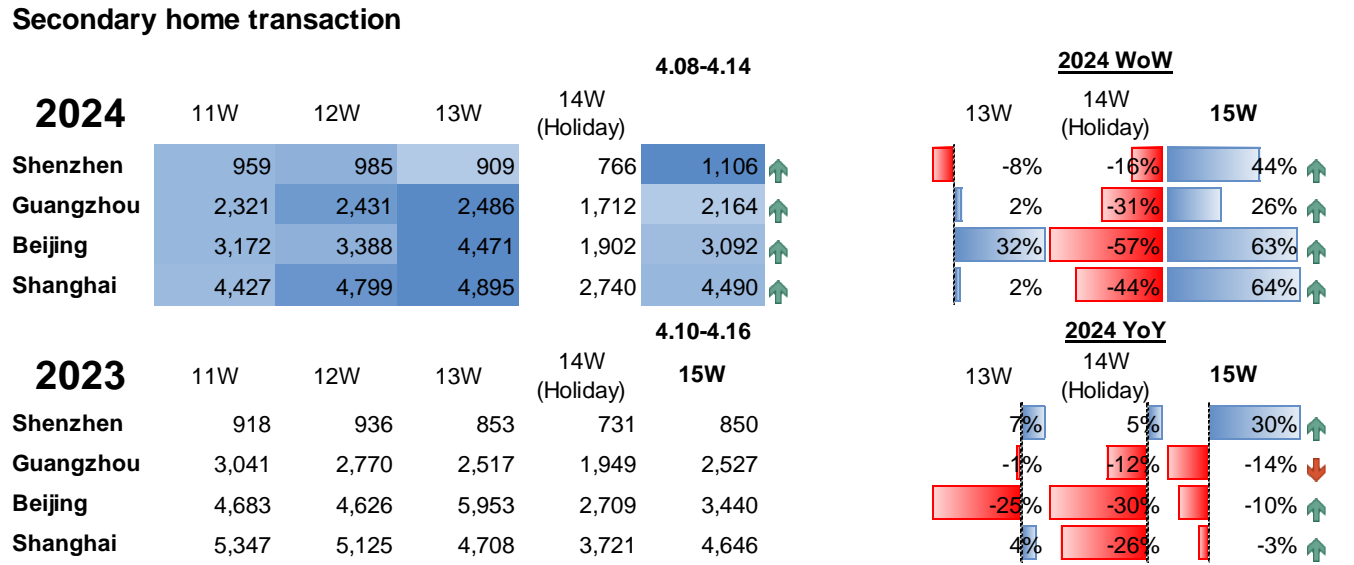 Secondary home transaction
4.08-4.14 2024 WoW
2024 11W 12W 13W 14W (Holiday) 13W 14W (Holiday) 15W
Shenzhen 959 985 909 766 1,106 -8% -16% 44%
Guangzhou 2,321 2,431 2,486 1,712 2,164 2% -31% 26%
Beijing 3,172 3,388 4,471 1,902 3,092 32% -57% 63%
Shanghai 4,427 4,799 4,895 2,740 4,490 2% -44% 64%
4.10-4.16 2024 YoY
2023 11W 12W 13W 14W (Holiday) 15W 13W 14W (Holiday) 15W
Shenzhen 918 936 853 731 850 7% 5% 30%
Guangzhou 3,041 2,770 2,517 1,949 2,527 -1% -12% -14%
Beijing 4,683 4,626 5,953 2,709 3,440 -25% -30% -10%
Shanghai 5,347 5,125 4,708 3,721 4,646 4% -26% -3%